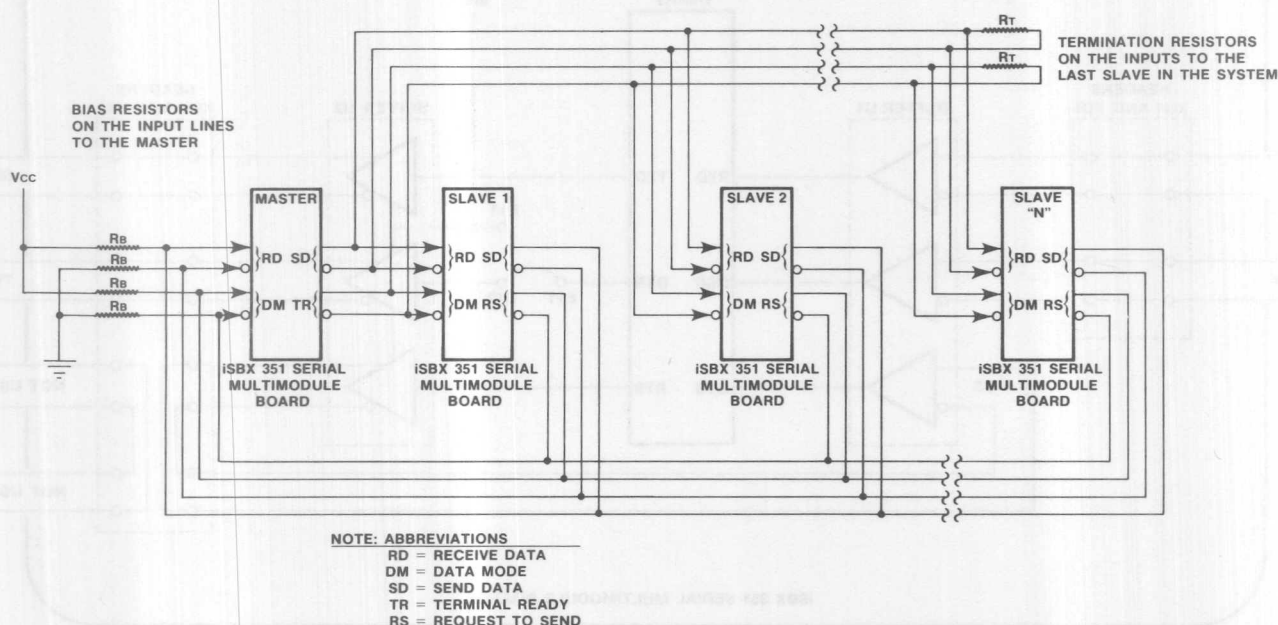 RT
RT
TERMINATION RESISTORS
ON THE INPUTS TO THE
LAST SLAVE IN THE SYSTEM
BIAS RESISTORS
ON THE INPUT LINES
TO THE MASTER
VCC
RB
RB
RB
RB
MASTER
RD SD
DM TR
iSBX 351 SERIAL
MULTIMODULE
BOARD
SLAVE 1
RD SD
DM RS
iSBX 351 SERIAL
MULTIMODULE
BOARD
SLAVE 2
RD SD
DM RS
iSBX 351 SERIAL
MULTIMODULE
BOARD
SLAVE
"N"
RD SD
DM RS
iSBX 351 SERIAL
MULTIMODULE
BOARD
NOTE: ABBREVIATIONS
RD = RECEIVE DATA
DM = DATA MODE
SD = SEND DATA
TR = TERMINAL READY
RS = REQUEST TO SEND